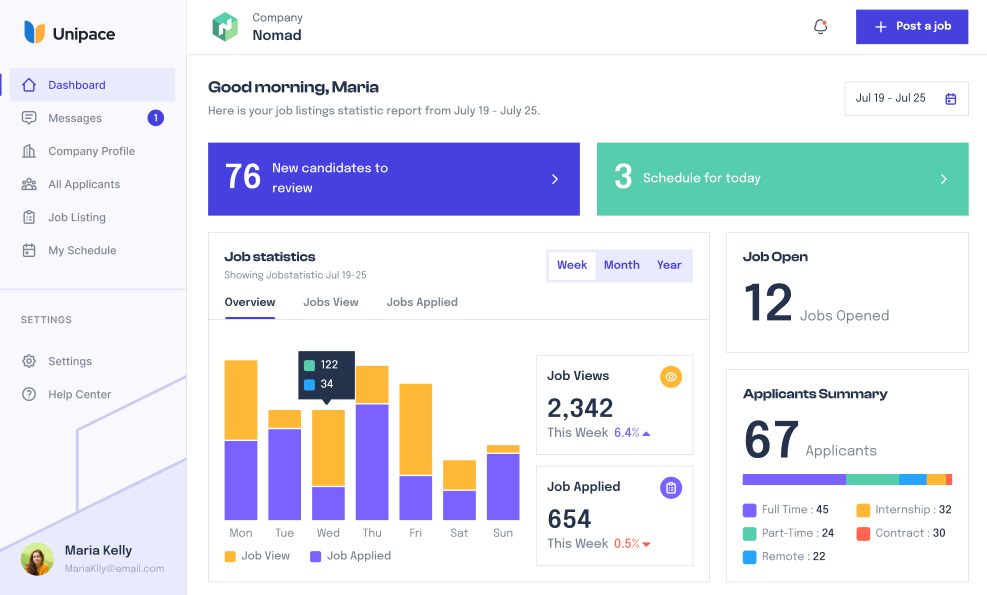 Unipace
Dashboard
Messages
1
Company Profile
All Applicants
Job Listing
My Schedule
SETTINGS
Settings
Help Center
Maria Kelly
MariaKlly@email.com
Company
Nomad
+ Post a job
Good morning, Maria
Here is your job listings statistic report from July 19 - July 25.
Jul 19 - Jul 25
76 New candidates to
review
3 Schedule for today
Job statistics
Showing Jobstatistic Jul 19-25
Week Month Year
Overview Jobs View Jobs Applied
122
34
Mon Tue Wed Thu Fri Sat Sun
Job View Job Applied
Job Views
2,342
This Week 6.4%
Job Applied
654
This Week 0.5%
Job Open
12 Jobs Opened
Applicants Summary
67 Applicants
Full Time : 45 Internship : 32
Part-Time : 24 Contract : 30
Remote : 22